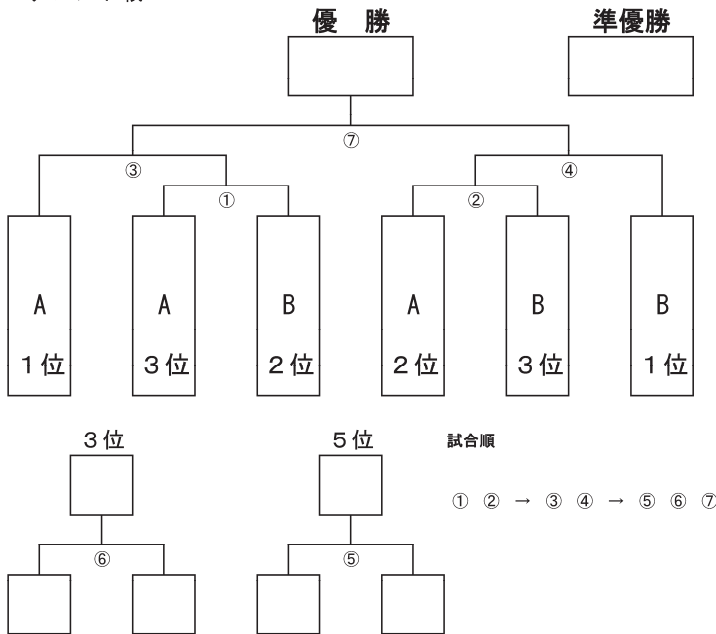 優　勝
準優勝
⑦
③
④
①
②
A
A
B
A
B
B
1位
3位
2位
2位
3位
1位
3位
5位
試合順
① ② → ③ ④ → ⑤ ⑥ ⑦
⑥
⑤